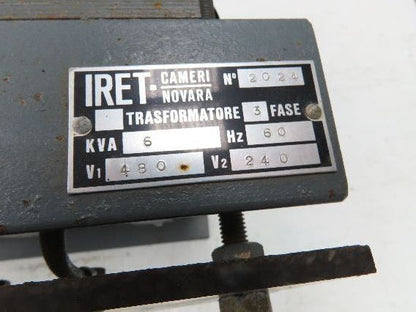 IRET· CAMERI NOVARA Nº 2024
TRASFORMATORE 3 FASE
KVA 6 Hz 60
V1 480 V2 240